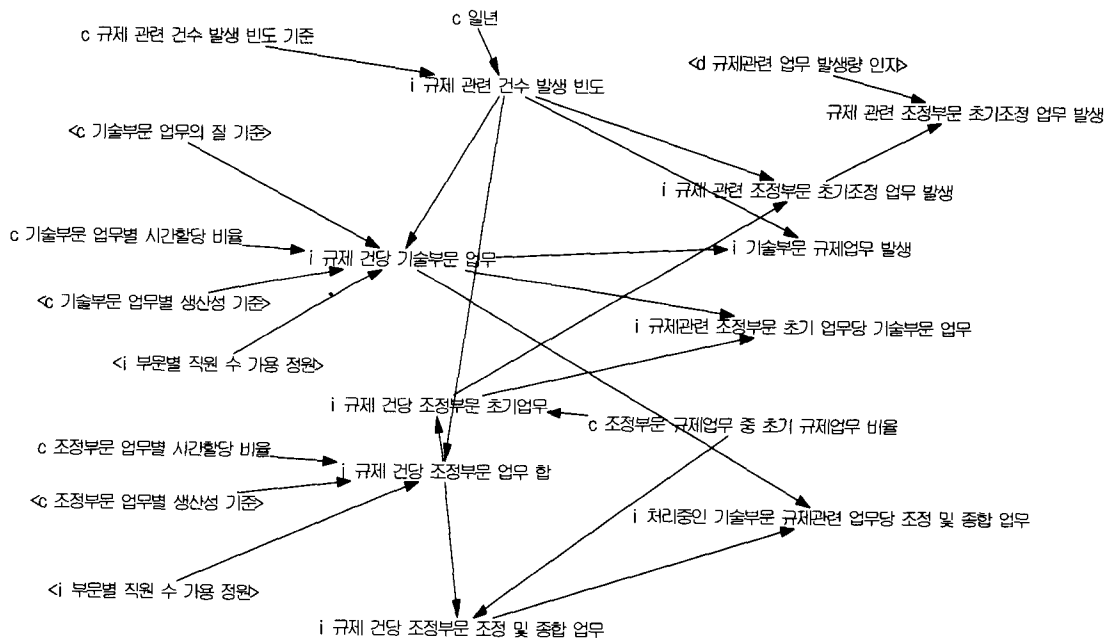 c 일년
c 규제 관련 건수 발생 빈도 기준
<d 규제관련 업무 발생량 인지>
i 규제 관련 건수 발생 빈도
규제 관련 조정부문 초기조정 업무 발생
<c 기술부문 업무의 질 기준>
i 규제 관련 조정부문 초기조정 업무 발생
c 기술부문 업무별 시간할당 비율
i 기술부문 규제업무 발생
i 규제 건당 기술부문 업무
<c 기술부문 업무별 생산성 기준>
i 규제관련 조정부문 초기 업무당 기술부문 업무
<i 부문별 직원 수 가용 정원>
i 규제 건당 조정부문 초기업무
c 조정부문 규제업무 중 초기 규제업무 비율
c 조정부문 업무별 시간할당 비율
i 규제 건당 조정부문 업무 합
<c 조정부문 업무별 생산성 기준>
i 처리중인 기술부문 규제관련 업무당 조정 및 종합 업무
<i 부문별 직원 수 가용 정원>
i 규제 건당 조정부문 조정 및 종합 업무